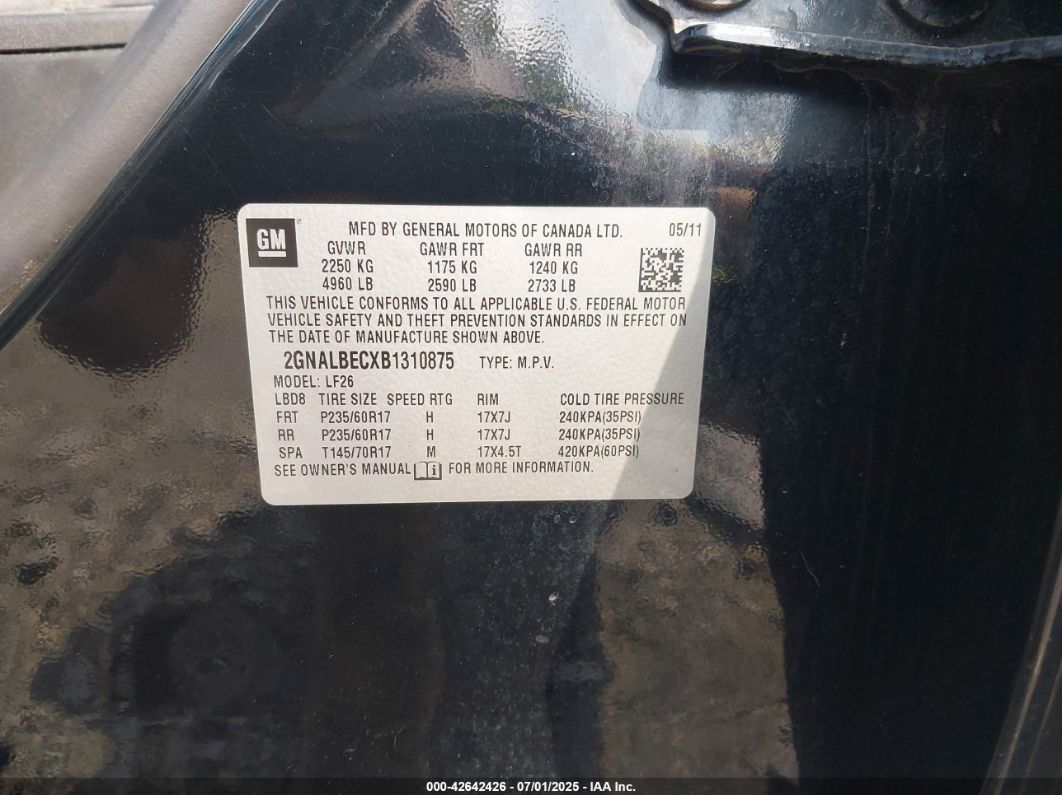 GM
MFD BY GENERAL MOTORS OF CANADA LTD. 05/11
GVWR GAWR FRT GAWR RR
2250 KG 1175 KG 1240 KG
4960 LB 2590 LB 2733 LB
THIS VEHICLE CONFORMS TO ALL APPLICABLE U.S. FEDERAL MOTOR
VEHICLE SAFETY AND THEFT PREVENTION STANDARDS IN EFFECT ON
THE DATE OF MANUFACTURE SHOWN ABOVE.
2GNALBECXB1310875 TYPE: M.P.V.
MODEL: LF26
LBD8 TIRE SIZE SPEED RTG RIM COLD TIRE PRESSURE
FRT P235/60R17 H 17X7J 240KPA(35PSI)
RR P235/60R17 H 17X7J 240KPA(35PSI)
SPA T145/70R17 M 17X4.5T 420KPA(60PSI)
SEE OWNER'S MANUAL FOR MORE INFORMATION.
000-42642426 - 07/01/2025 - IAA Inc.